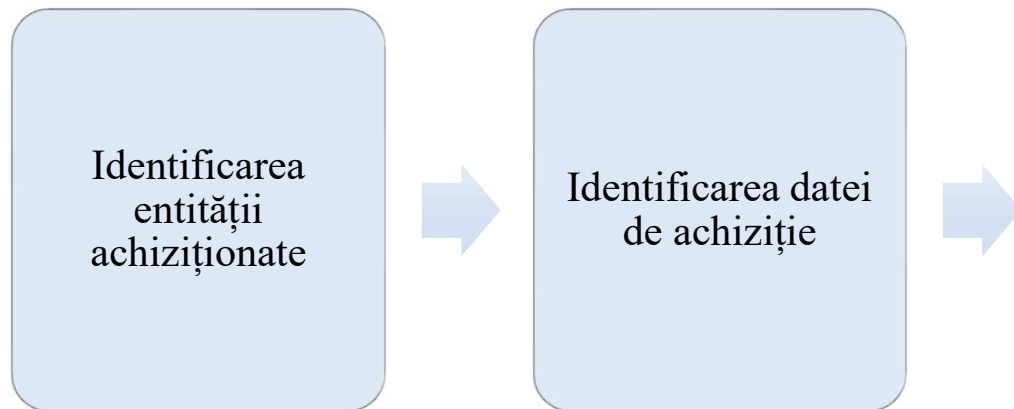 Identificarea
entității
achiziționate
Identificarea datei
de achiziție